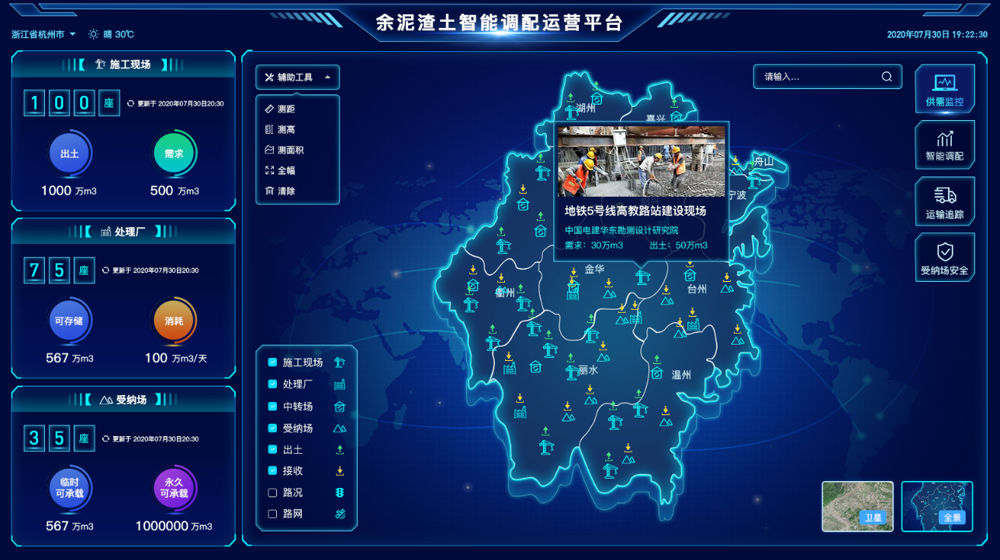 余泥渣土智能调配运营平台
浙江省杭州市
晴 30℃
2020年07月30日 19:22:30
施工现场
100座
更新于 2020年07月30日20:30
出土
需求
1000 万m3
500 万m3
处理厂
75座
更新于 2020年07月30日20:30
可存储
消耗
567 万m3
100 万m3/天
受纳场
35座
更新于 2020年07月30日20:30
临时
可承载
永久
可承载
567 万m3
1000000 万m3
辅助工具
测距
测高
测面积
全幅
清除
施工现场
处理厂
中转场
受纳场
出土
接收
路况
路网
请输入...
湖州
嘉兴
舟山
宁波
地铁5号线高教路站建设现场
中国电建华东勘测设计研究院
需求：30万m3
出土：50万m3
金华
衢州
台州
丽水
温州
供需监控
智能调配
运输追踪
受纳场安全
卫星
全景